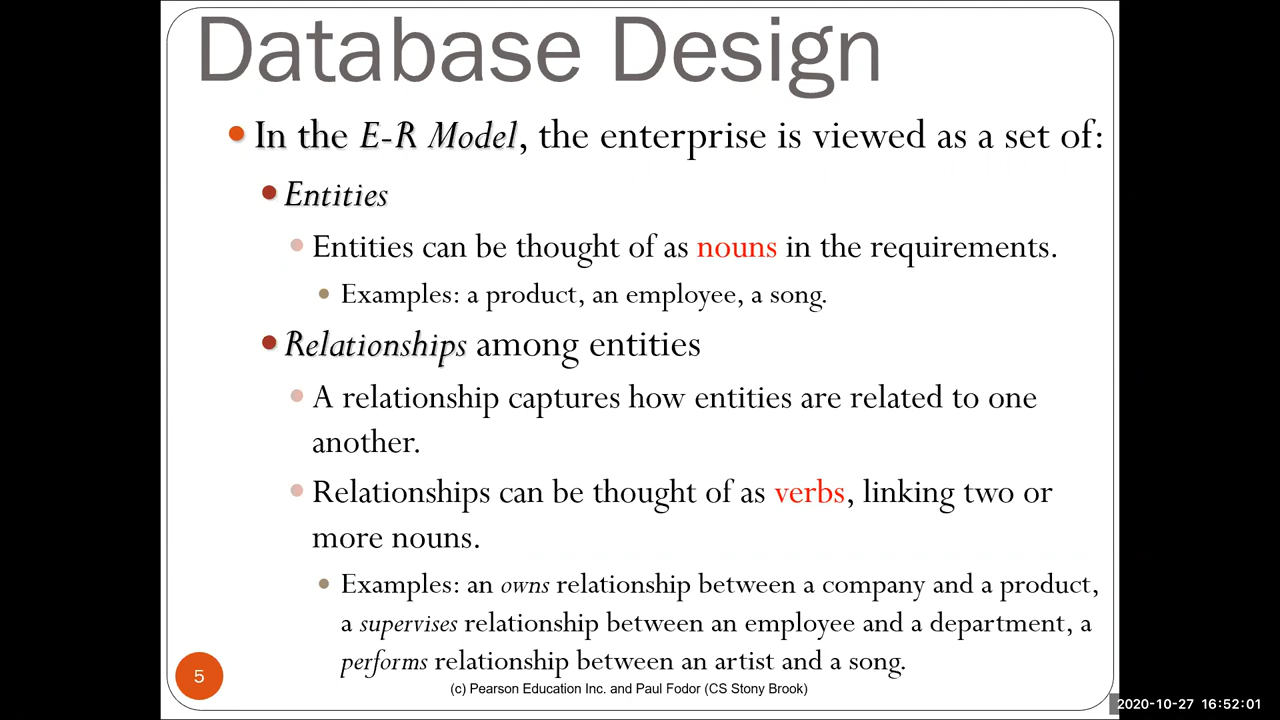 Database Design
In the E-R Model, the enterprise is viewed as a set of:
Entities
Entities can be thought of as nouns in the requirements.
Examples: a product, an employee, a song.
Relationships among entities
A relationship captures how entities are related to one
another.
Relationships can be thought of as verbs, linking two or
more nouns.
Examples: an owns relationship between a company and a product,
a supervises relationship between an employee and a department, a
performs relationship between an artist and a song.
5
(c) Pearson Education Inc. and Paul Fodor (CS Stony Brook)
2020-10-27 16:52:01